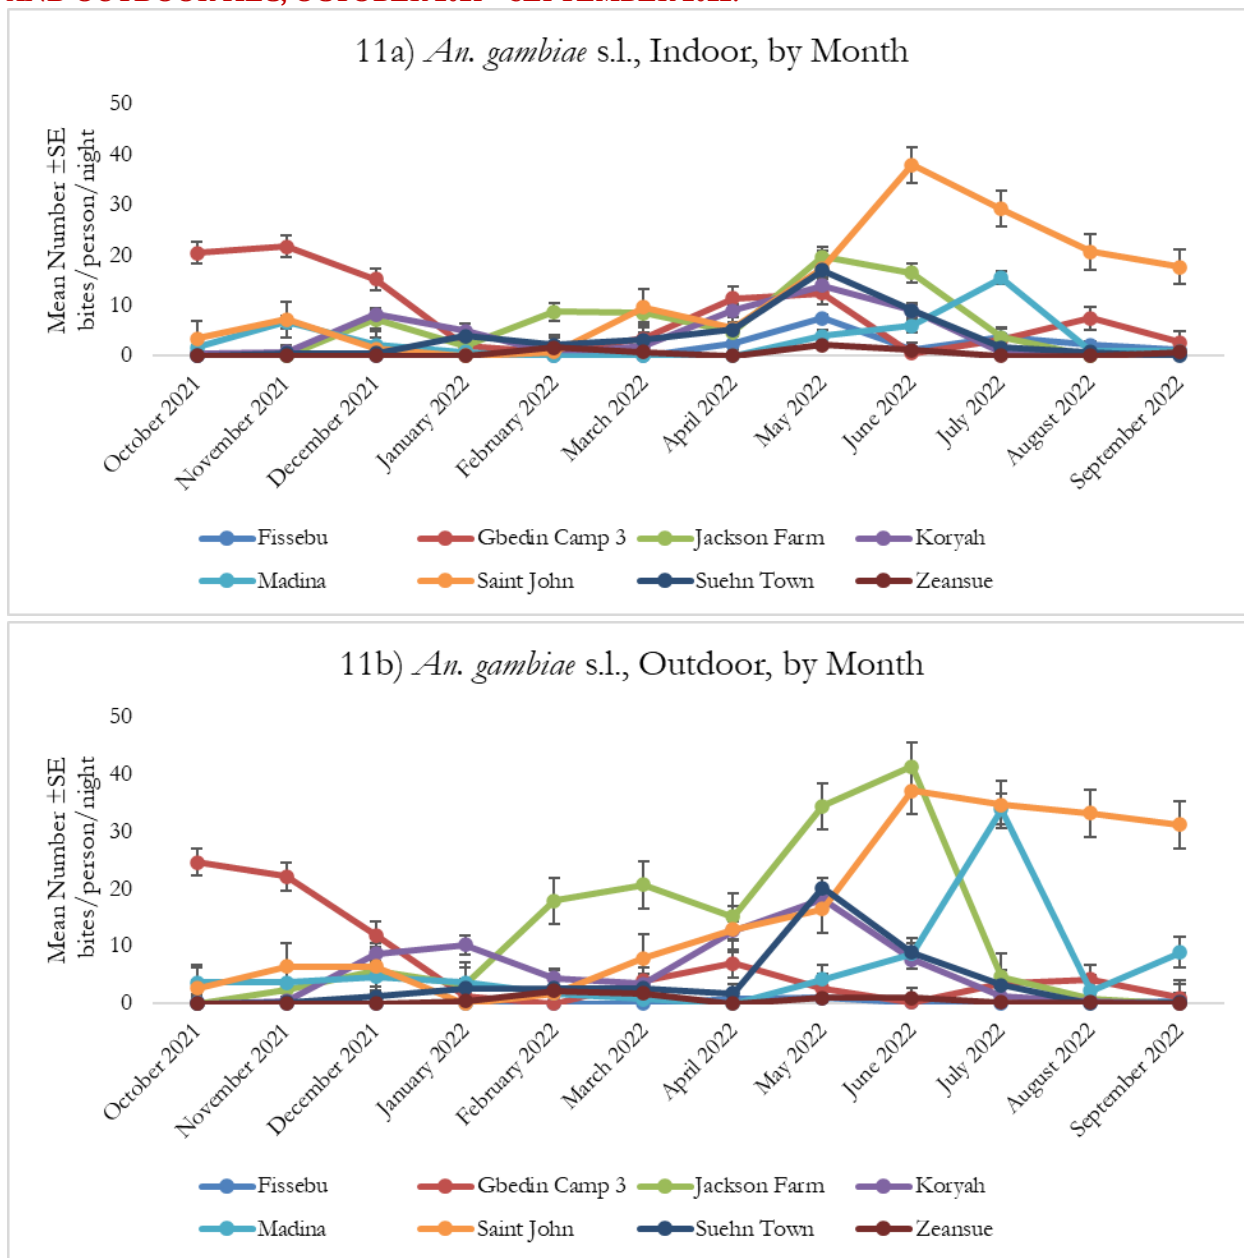 11a) An. gambiae s.l., Indoor, by Month
Mean Number ±SE
bites/person/night
50
40
30
20
10
0
October 2021
November 2021
December 2021
January 2022
February 2022
March 2022
April 2022
May 2022
June 2022
July 2022
August 2022
September 2022
Fissebu
Gbedin Camp 3
Jackson Farm
Koryah
Madina
Saint John
Suehn Town
Zeansue
11b) An. gambiae s.l., Outdoor, by Month
Mean Number ±SE
bites/person/night
50
40
30
20
10
0
October 2021
November 2021
December 2021
January 2022
February 2022
March 2022
April 2022
May 2022
June 2022
July 2022
August 2022
September 2022
Fissebu
Gbedin Camp 3
Jackson Farm
Koryah
Madina
Saint John
Suehn Town
Zeansue